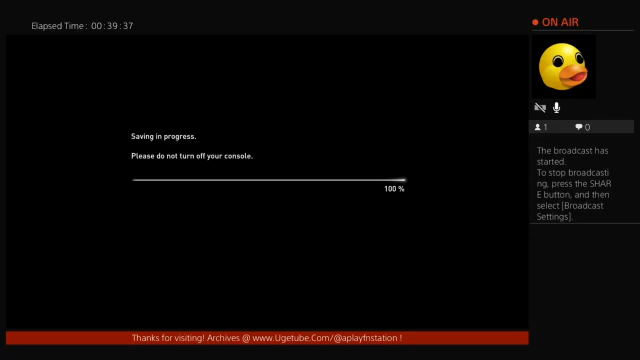 Elapsed Time : 00:39:37
ON AIR
Saving in progress.
Please do not turn off your console.
100 %
1
0
The broadcast has
started.
To stop broadcasti
ng, press the SHAR
E button, and then
select [Broadcast
Settings].
Thanks for visiting! Archives @ www.Ugetube.Com/@aplayfnstation !